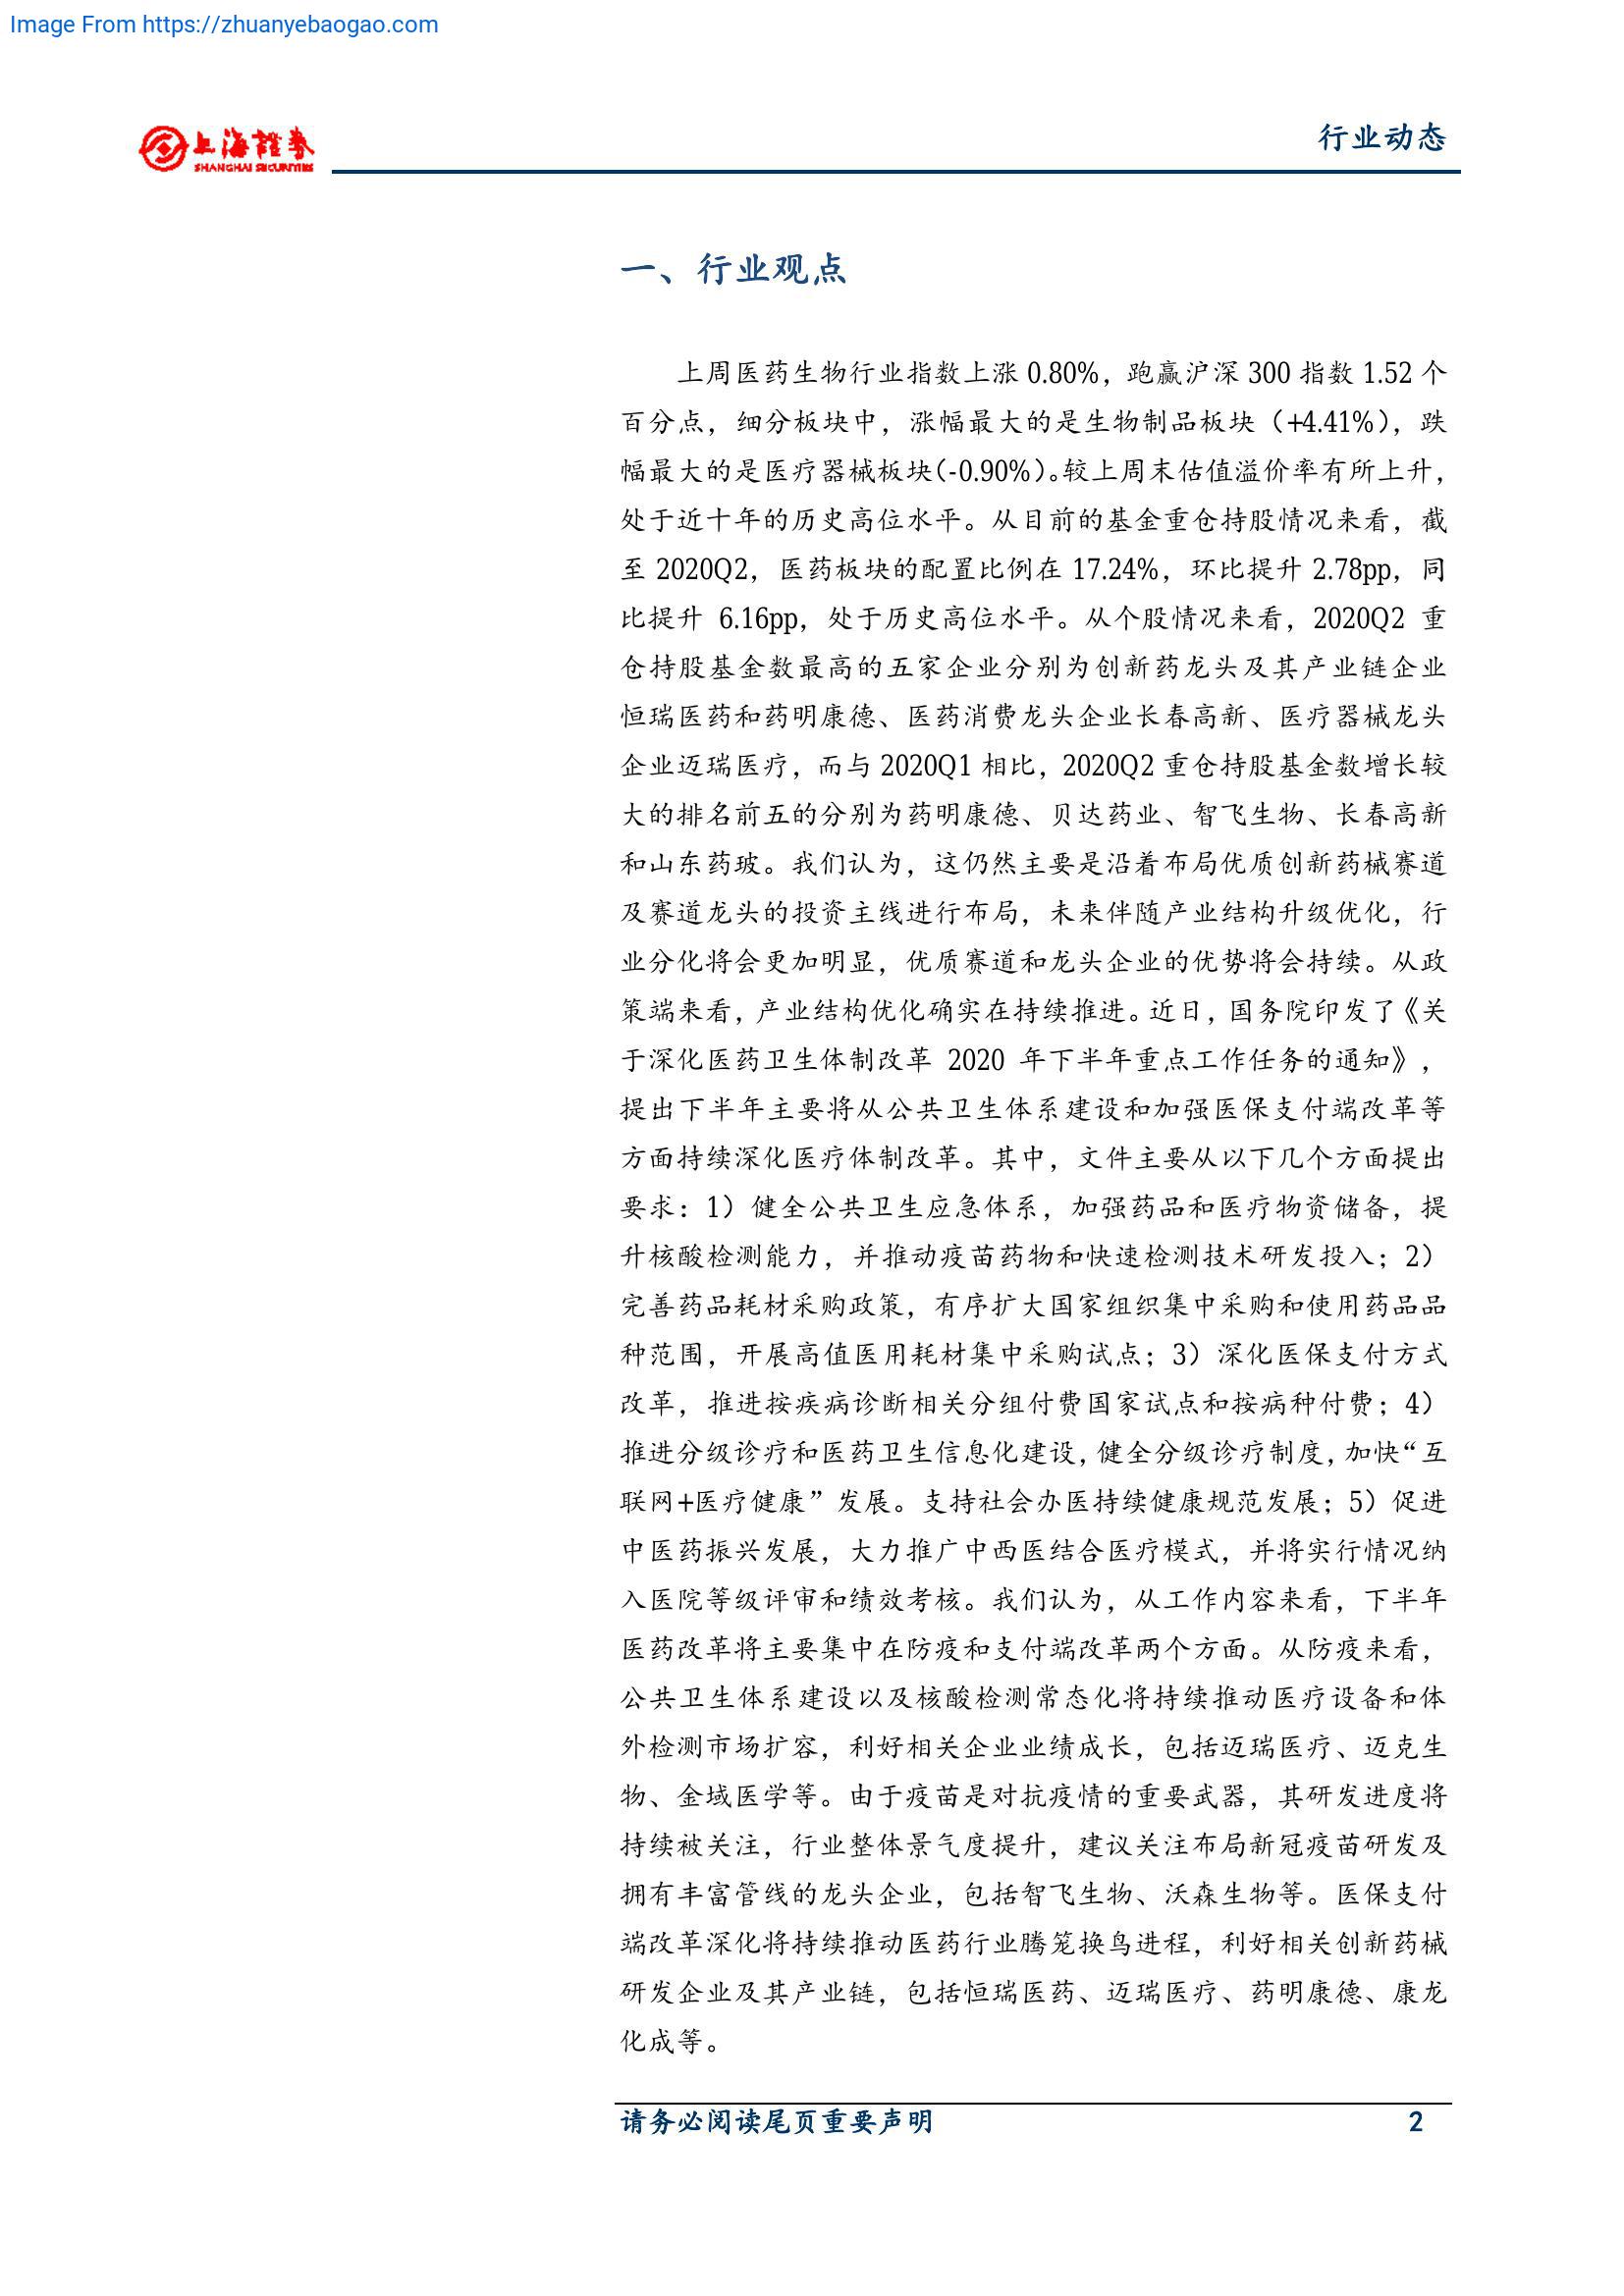 Image From https://zhuanyebaogao.com
上海證券
SHANGHAI SECURITIES
行业动态
一、行业观点
上周医药生物行业指数上涨 0.80%，跑赢沪深 300 指数 1.52 个
百分点，细分板块中，涨幅最大的是生物制品板块（+4.41%），跌
幅最大的是医疗器械板块（-0.90%）。较上周末估值溢价率有所上升，
处于近十年的历史高位水平。从目前的基金重仓持股情况来看，截
至 2020Q2，医药板块的配置比例在 17.24%，环比提升 2.78pp，同
比提升 6.16pp，处于历史高位水平。从个股情况来看，2020Q2 重
仓持股基金数最高的五家企业分别为创新药龙头及其产业链企业
恒瑞医药和药明康德、医药消费龙头企业长春高新、医疗器械龙头
企业迈瑞医疗，而与 2020Q1 相比，2020Q2 重仓持股基金数增长较
大的排名前五的分别为药明康德、贝达药业、智飞生物、长春高新
和山东药玻。我们认为，这仍然主要是沿着布局优质创新药械赛道
及赛道龙头的投资主线进行布局，未来伴随产业结构升级优化，行
业分化将会更加明显，优质赛道和龙头企业的优势将会持续。从政
策端来看，产业结构优化确实在持续推进。近日，国务院印发了《关
于深化医药卫生体制改革 2020 年下半年重点工作任务的通知》，
提出下半年主要将从公共卫生体系建设和加强医保支付端改革等
方面持续深化医疗体制改革。其中，文件主要从以下几个方面提出
要求：1）健全公共卫生应急体系，加强药品和医疗物资储备，提
升核酸检测能力，并推动疫苗药物和快速检测技术研发投入；2）
完善药品耗材采购政策，有序扩大国家组织集中采购和使用药品品
种范围，开展高值医用耗材集中采购试点；3）深化医保支付方式
改革，推进按疾病诊断相关分组付费国家试点和按病种付费；4）
推进分级诊疗和医药卫生信息化建设，健全分级诊疗制度，加快“互
联网+医疗健康”发展。支持社会办医持续健康规范发展；5）促进
中医药振兴发展，大力推广中西医结合医疗模式，并将实行情况纳
入医院等级评审和绩效考核。我们认为，从工作内容来看，下半年
医药改革将主要集中在防疫和支付端改革两个方面。从防疫来看，
公共卫生体系建设以及核酸检测常态化将持续推动医疗设备和体
外检测市场扩容，利好相关企业业绩成长，包括迈瑞医疗、迈克生
物、金域医学等。由于疫苗是对抗疫情的重要武器，其研发进度将
持续被关注，行业整体景气度提升，建议关注布局新冠疫苗研发及
拥有丰富管线的龙头企业，包括智飞生物、沃森生物等。医保支付
端改革深化将持续推动医药行业腾笼换鸟进程，利好相关创新药械
研发企业及其产业链，包括恒瑞医药、迈瑞医疗、药明康德、康龙
化成等。
请务必阅读尾页重要声明 2